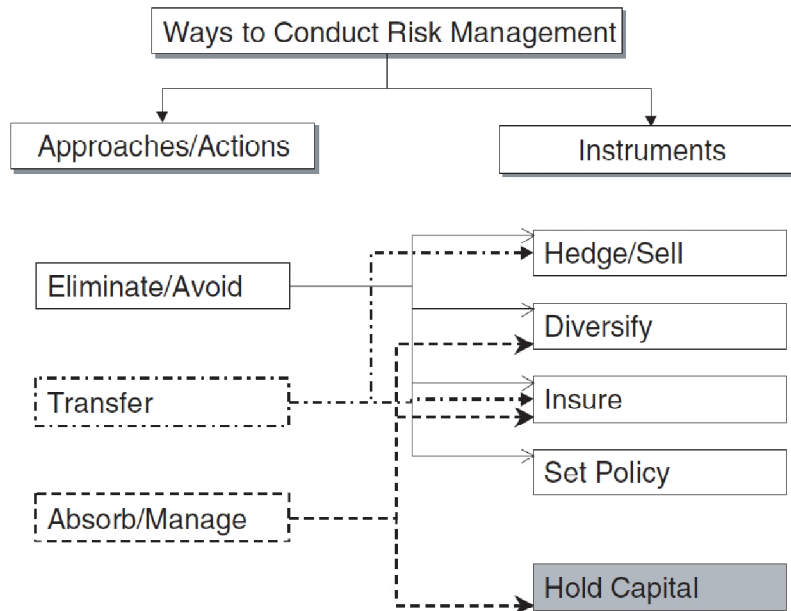 Ways to Conduct Risk Management
Approaches/Actions
Instruments
Eliminate/Avoid
Transfer
Absorb/Manage
Hedge/Sell
Diversify
Insure
Set Policy
Hold Capital